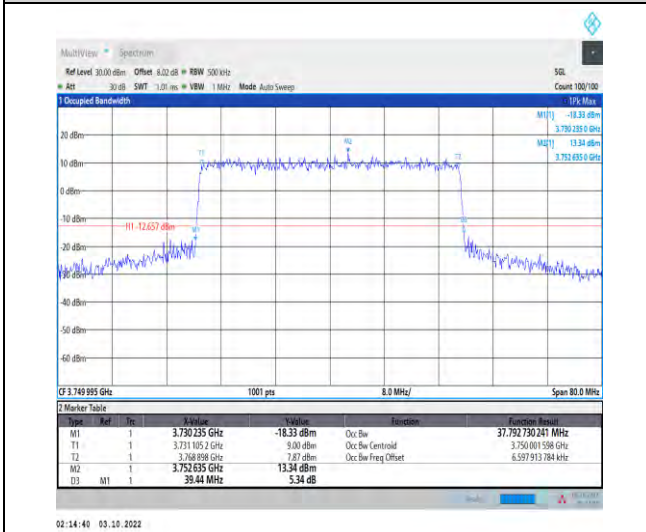 MultiView Spectrum
Ref Level 30.00 dBm Offset 8.02 dB RBW 500 kHz SGL
Att 30 dB SWT 1.01 ms VBW 1 MHz Mode Auto Sweep Count 100/100
1 Occupied Bandwidth 1Pk Max
M1[1] -18.33 dBm
3.730 235 0 GHz
M2[1] 13.34 dBm
3.752 635 0 GHz
20 dBm
M2
T1
T2
10 dBm
0 dBm
-10 dBm
H1 -12.657 dBm
M1
-20 dBm
-30 dBm
-40 dBm
-50 dBm
-60 dBm
CF 3.749 995 GHz 1001 pts 8.0 MHz/ Span 80.0 MHz
2 Marker Table
Type Ref Trc X-Value Y-Value Function Function Result
M1 1 3.730 235 GHz -18.33 dBm Occ Bw 37.792 730 241 MHz
T1 1 3.731 105 2 GHz 9.00 dBm Occ Bw Centroid 3.750 001 598 GHz
T2 1 3.768 898 GHz 7.87 dBm Occ Bw Freq Offset 6.597 913 784 kHz
M2 1 3.752 635 GHz 13.34 dBm
D3 M1 1 39.44 MHz 5.34 dB
02:14:40 03.10.2022